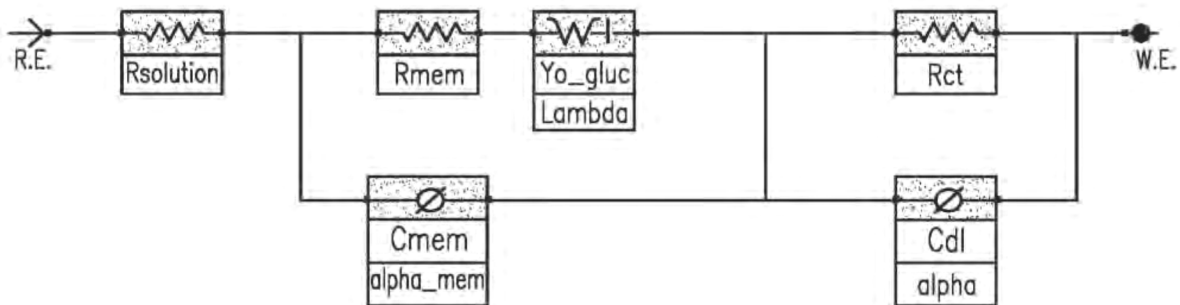 R.E.
Rsolution
Rmem
Yo_gluc
Lambda
Rct
W.E.
Cmem
alpha_mem
Cdl
alpha